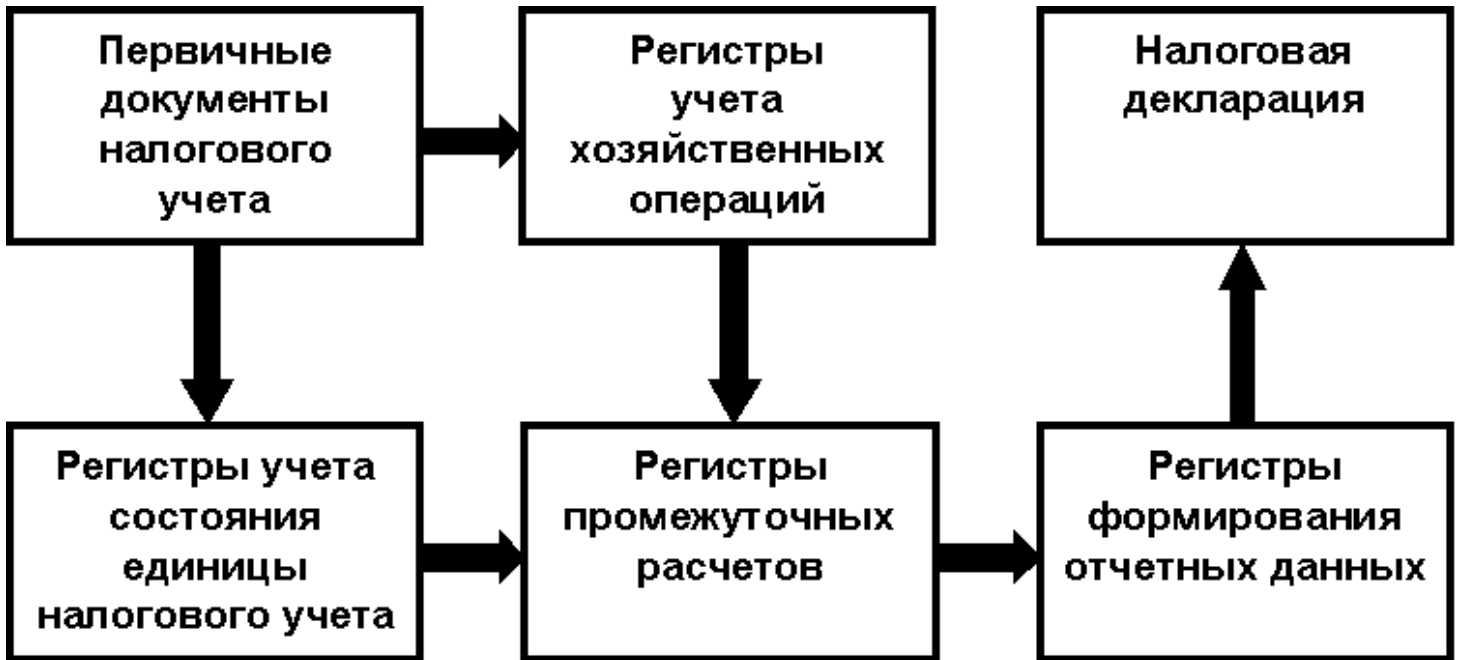 Первичные
документы
налогового
учета
Регистры
учета
хозяйственных
операций
Налоговая
декларация
Регистры учета
состояния
единицы
налогового учета
Регистры
промежуточных
расчетов
Регистры
формирования
отчетных данных